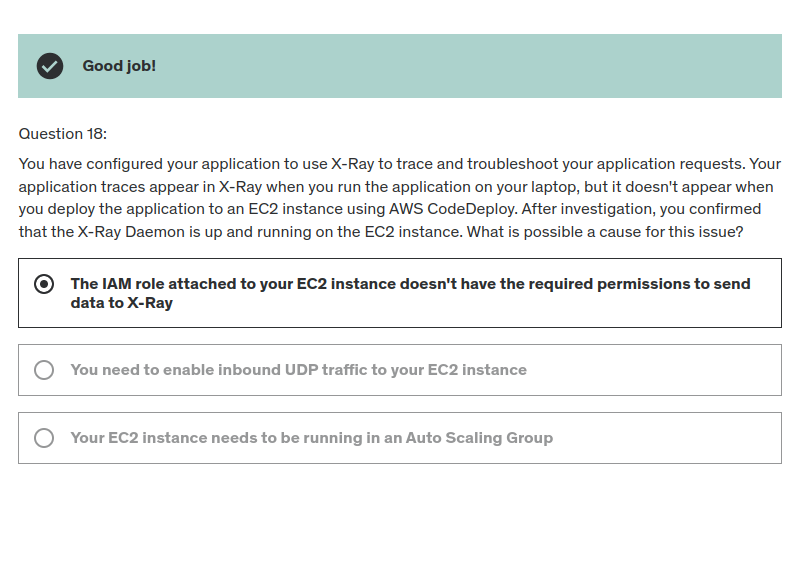 Good job!
Question 18:
You have configured your application to use X-Ray to trace and troubleshoot your application requests. Your
application traces appear in X-Ray when you run the application on your laptop, but it doesn't appear when
you deploy the application to an EC2 instance using AWS CodeDeploy. After investigation, you confirmed
that the X-Ray Daemon is up and running on the EC2 instance. What is possible a cause for this issue?
The IAM role attached to your EC2 instance doesn't have the required permissions to send
data to X-Ray
You need to enable inbound UDP traffic to your EC2 instance
Your EC2 instance needs to be running in an Auto Scaling Group